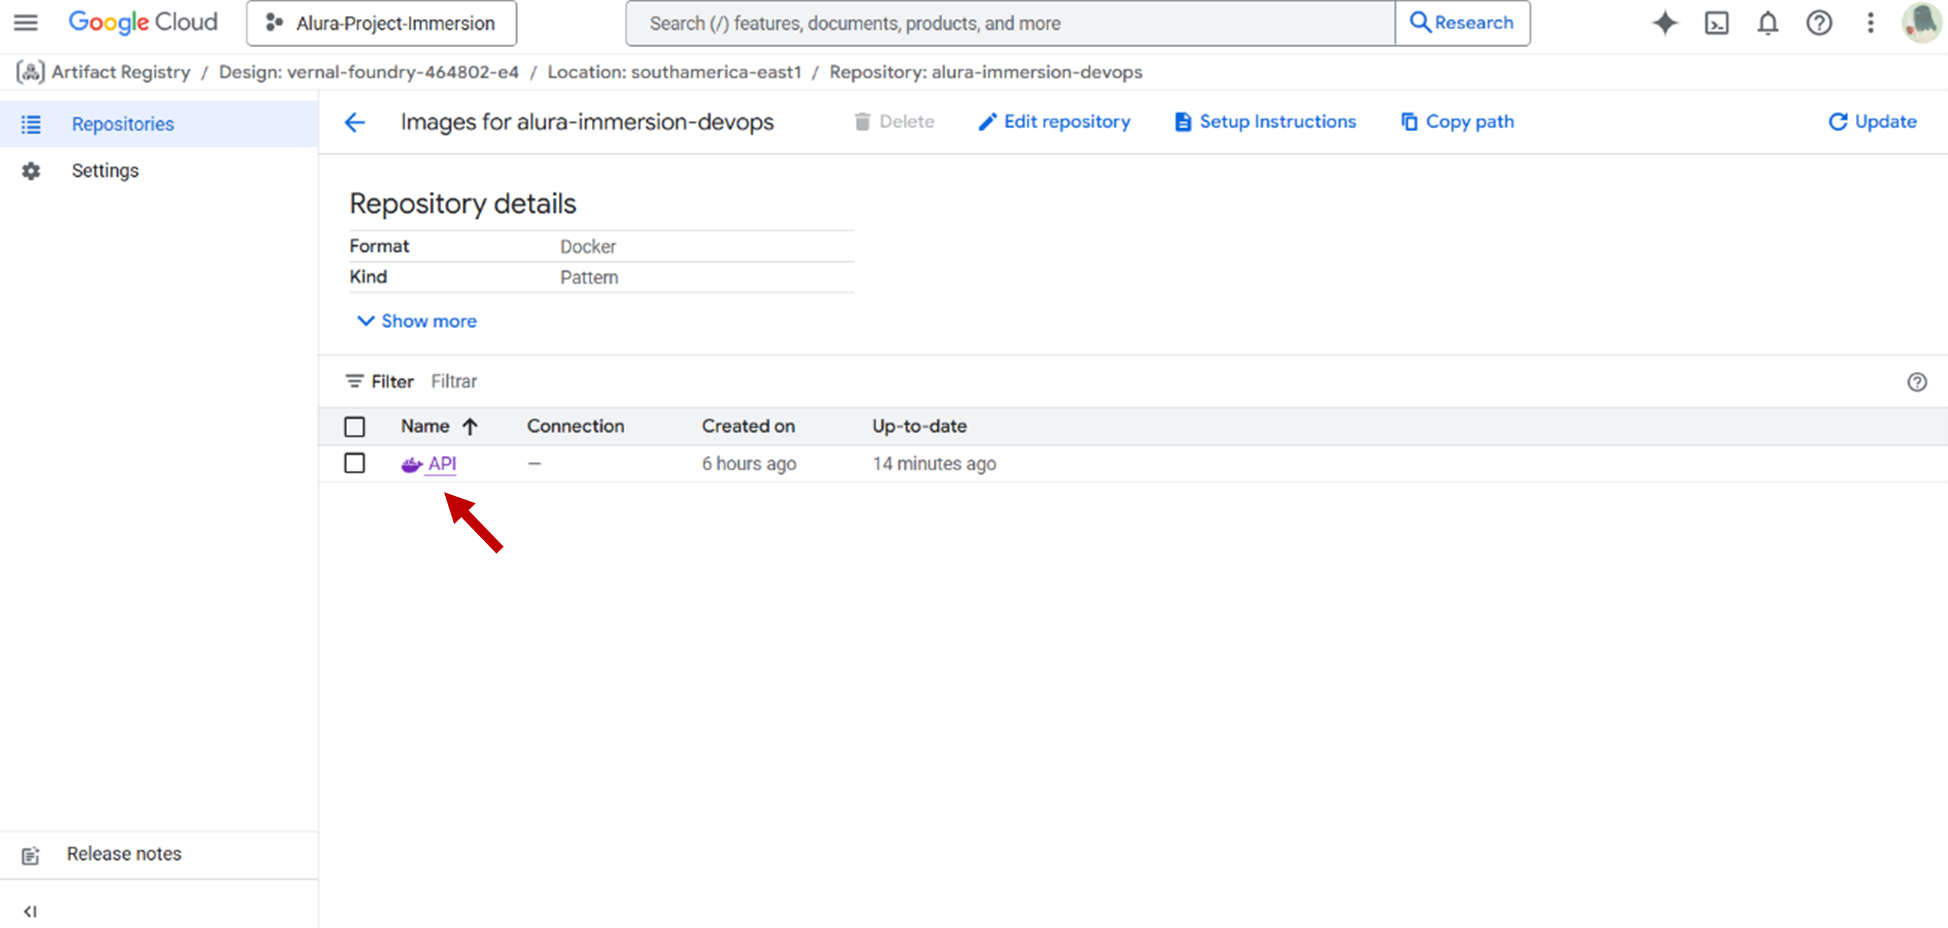 Google Cloud Alura-Project-Immersion Search (/) features, documents, products, and more Research
Artifact Registry / Design: vernal-foundry-464802-e4 / Location: southamerica-east1 / Repository: alura-immersion-devops
Repositories
Settings
Images for alura-immersion-devops Delete Edit repository Setup Instructions Copy path Update
Repository details
Format Docker
Kind Pattern
Show more
Filter Filtrar
Name Connection Created on Up-to-date
API — 6 hours ago 14 minutes ago
Release notes